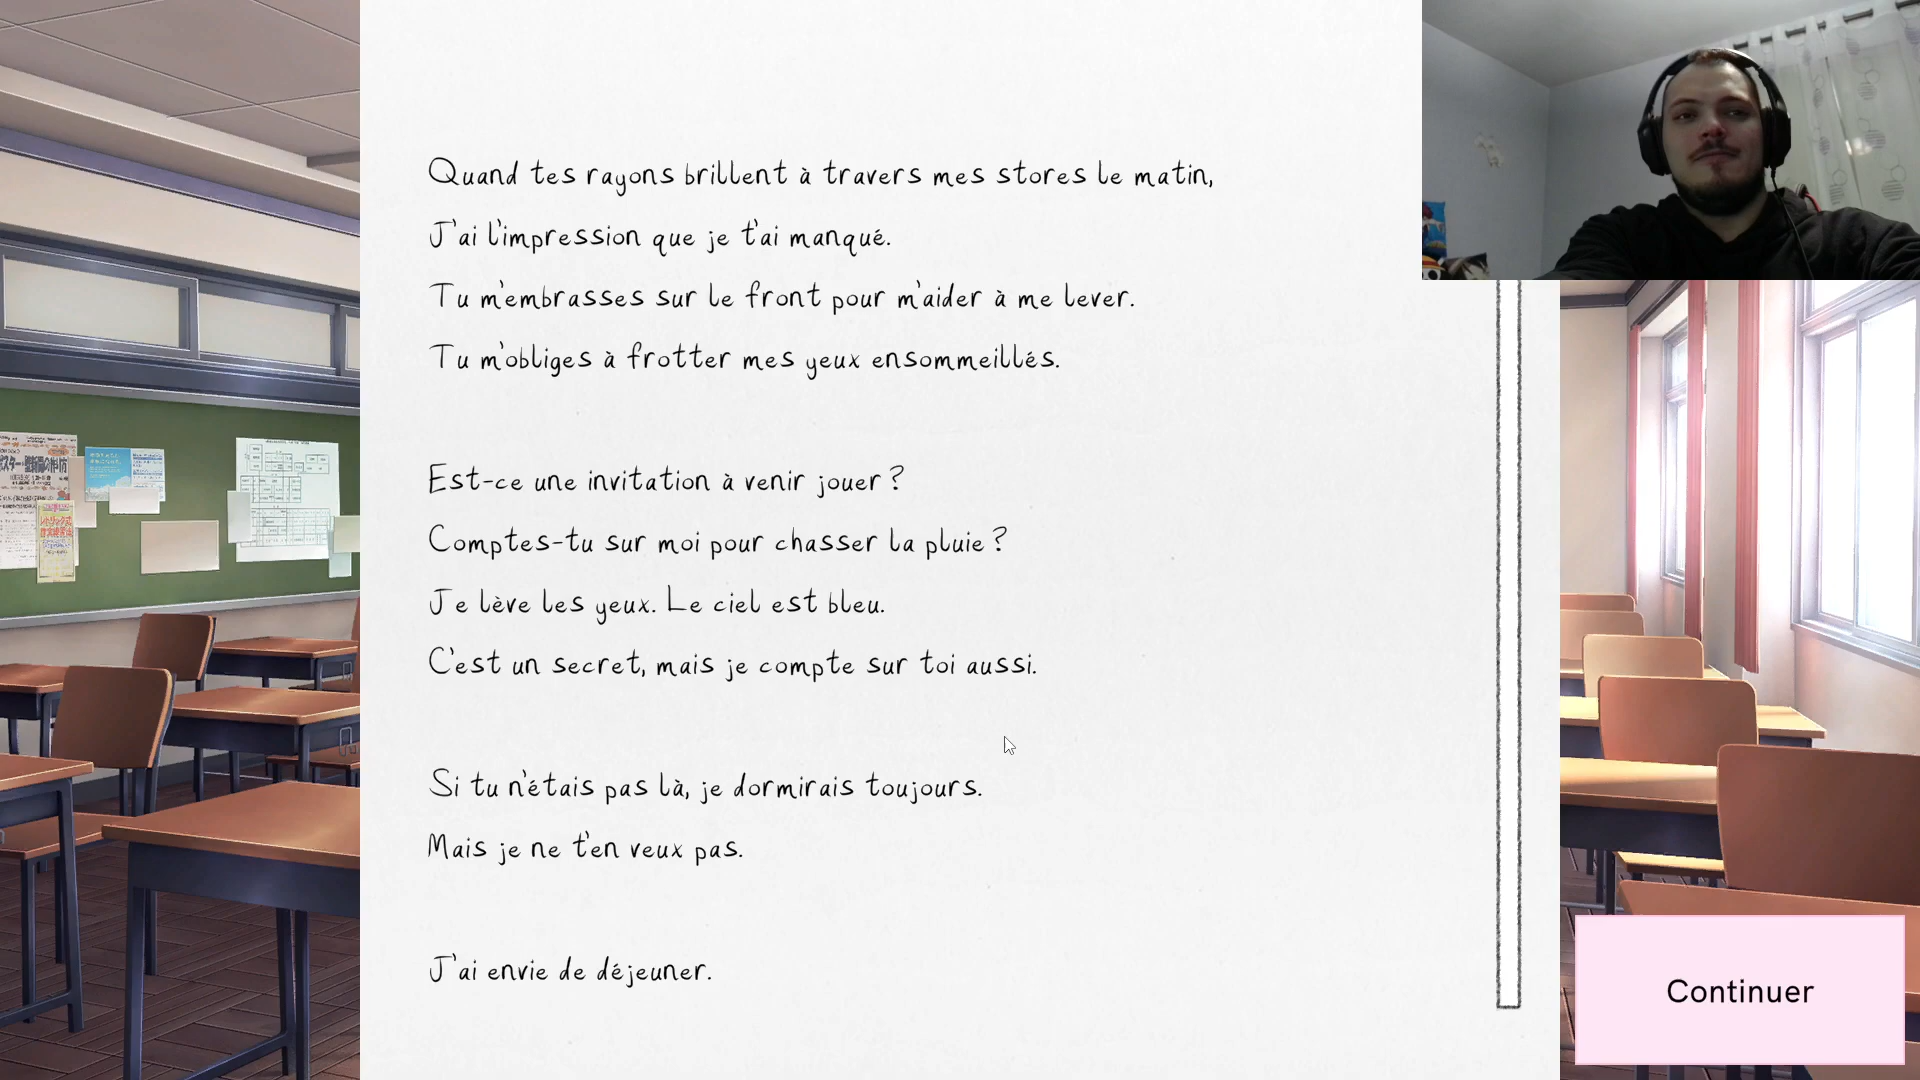 Quand tes rayons brillent à travers mes stores le matin,
J'ai l'impression que je t'ai manqué.
Tu m'embrasses sur le front pour m'aider à me lever.
Tu m'obliges à frotter mes yeux ensommeillés.
Est-ce une invitation à venir jouer ?
Comptes-tu sur moi pour chasser la pluie ?
Je lève les yeux. Le ciel est bleu.
C'est un secret, mais je compte sur toi aussi.
Si tu n'étais pas là, je dormirais toujours.
Mais je ne t'en veux pas.
J'ai envie de déjeuner.
Continuer